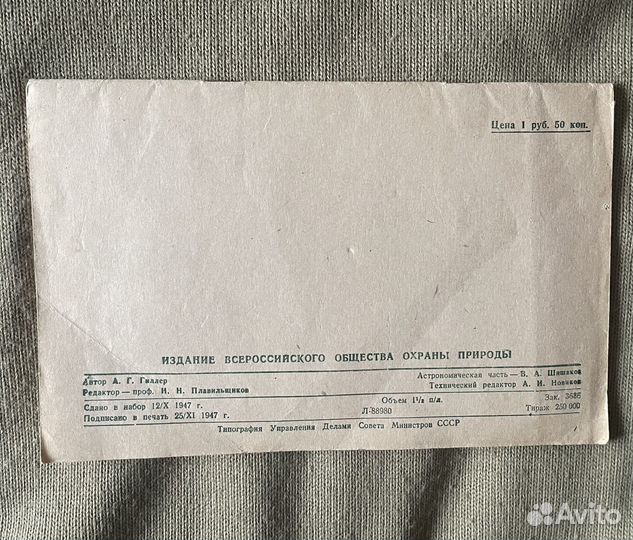 Цена 1 руб. 50 коп.
ИЗДАНИЕ ВСЕРОССИЙСКОГО ОБЩЕСТВА ОХРАНЫ ПРИРОДЫ
Автор А. Г. Гиллер
Астрономическая часть — В. А. Шишаков
Редактор — проф. И. Н. Плавильщиков
Технический редактор А. И. Новиков
Сдано в набор 12/X 1947 г.
Объем 1⅛ п/л.
Зак. 3686
Подписано в печать 25/XI 1947 г.
Л-88980
Тираж 250 000
Типография Управления Делами Совета Министров СССР
Avito